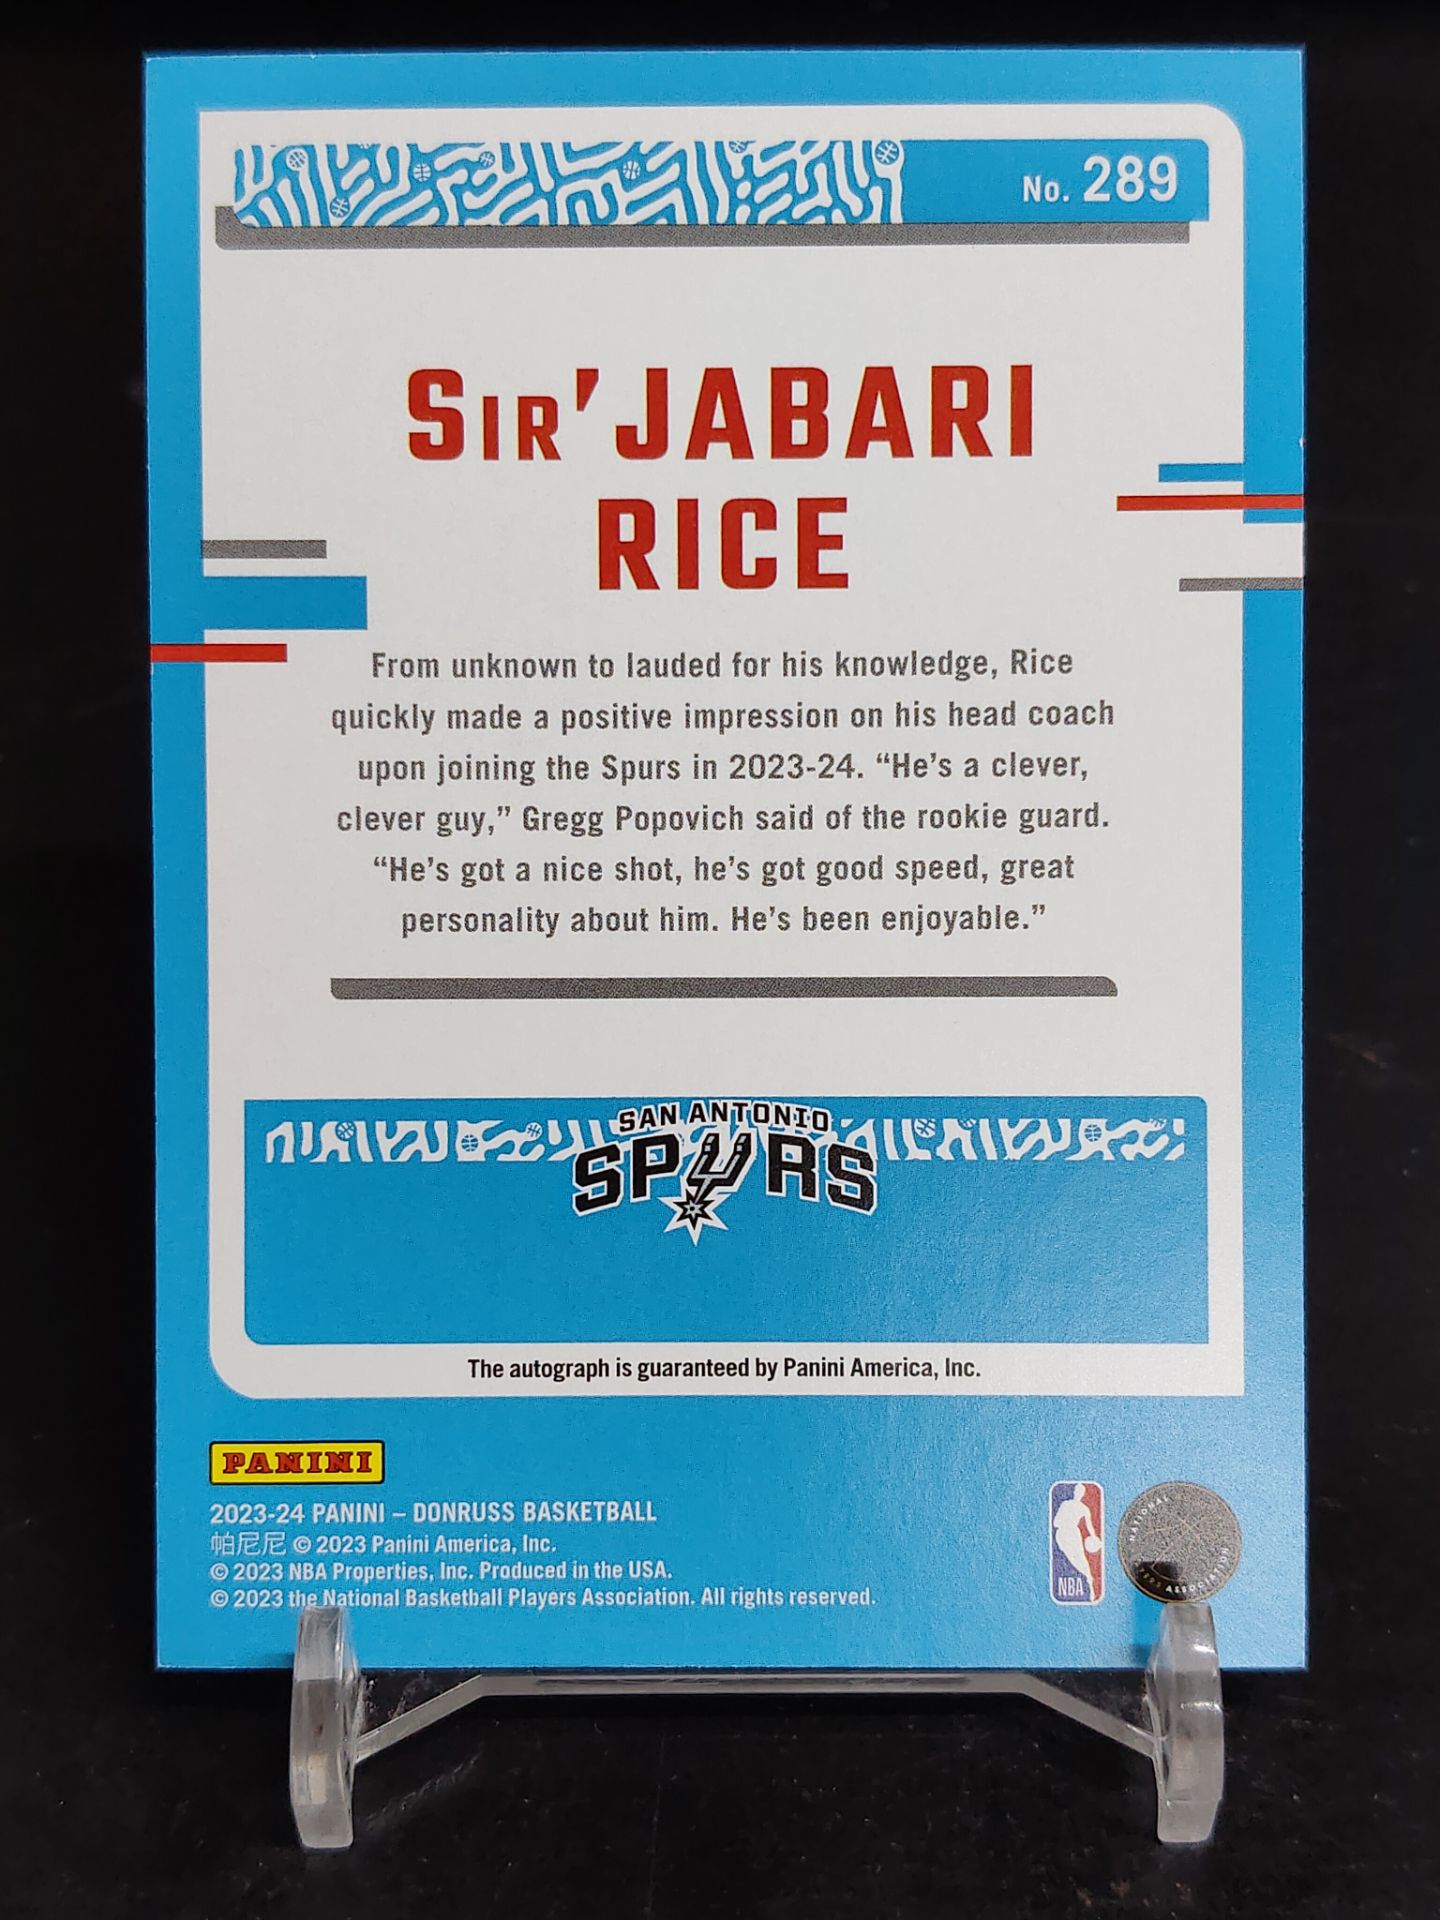 No. 289
SIR'JABARI
RICE
From unknown to lauded for his knowledge, Rice
quickly made a positive impression on his head coach
upon joining the Spurs in 2023-24. “He’s a clever,
clever guy,” Gregg Popovich said of the rookie guard.
“He’s got a nice shot, he’s got good speed, great
personality about him. He’s been enjoyable.”
SAN ANTONIO
SPURS
The autograph is guaranteed by Panini America, Inc.
PANINI
2023-24 PANINI – DONRUSS BASKETBALL
帕尼尼 © 2023 Panini America, Inc.
© 2023 NBA Properties, Inc. Produced in the USA.
© 2023 the National Basketball Players Association. All rights reserved.
NBA
NATIONAL
ASSOCIATION